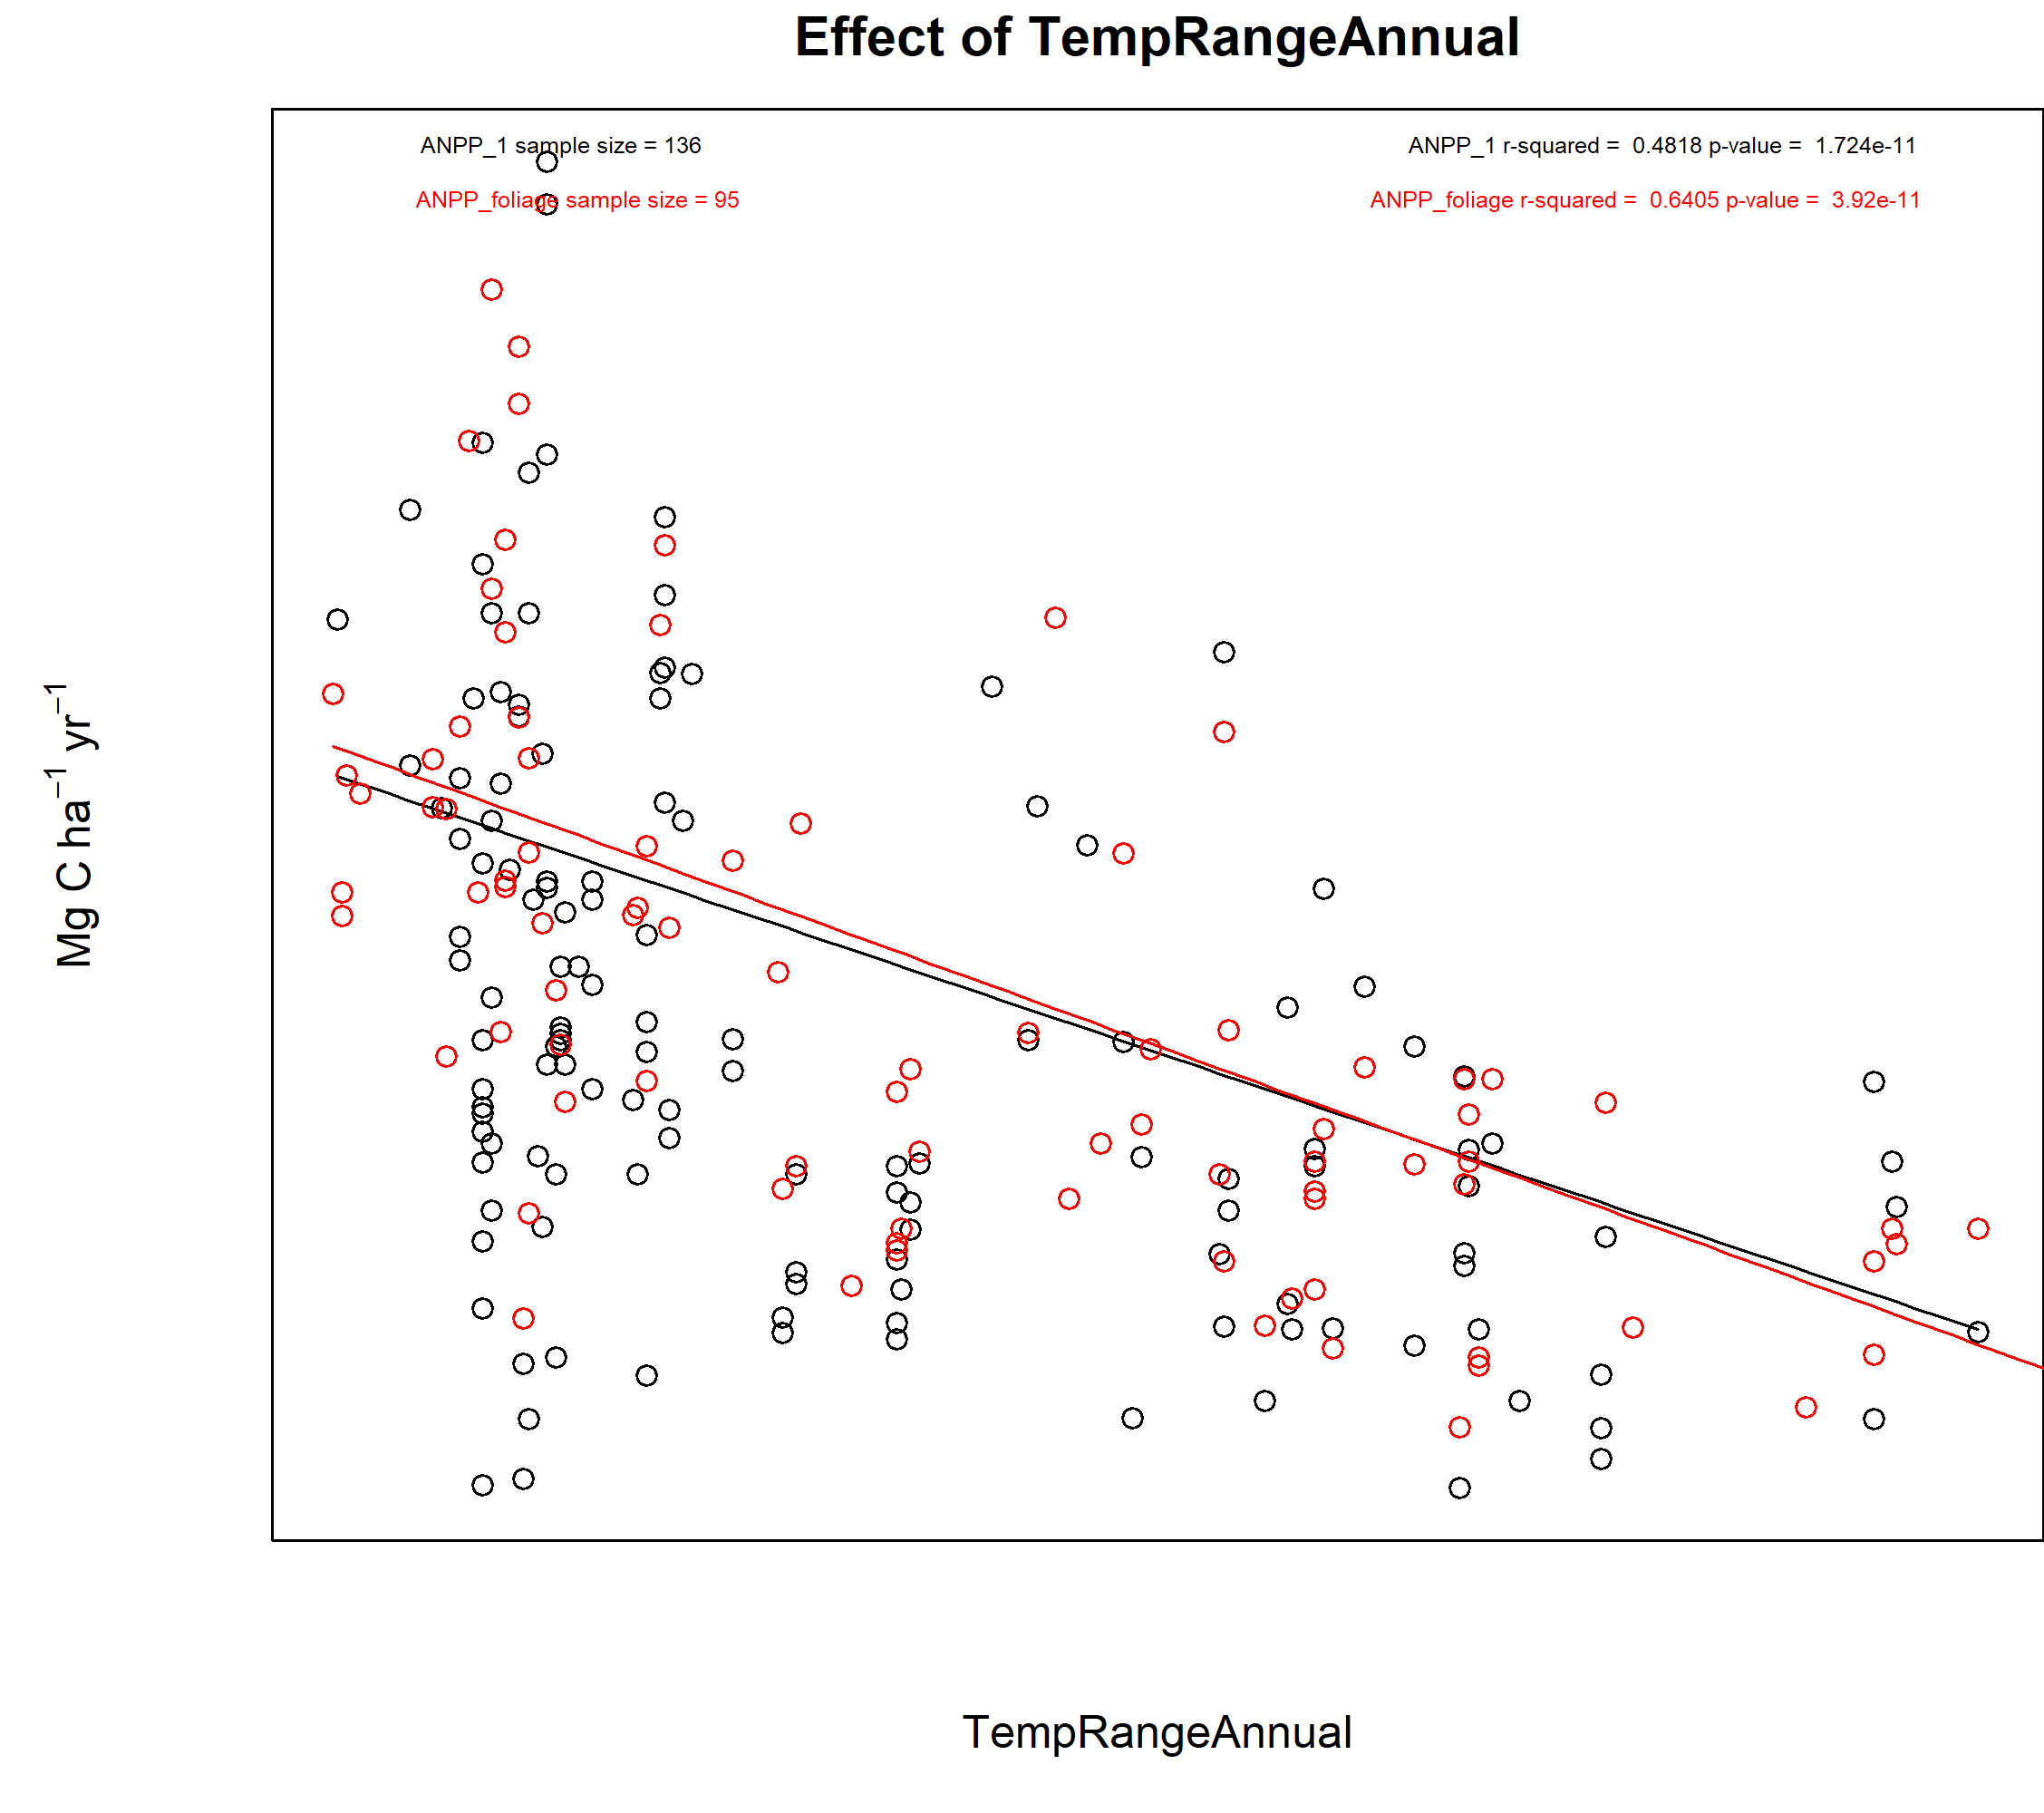 Effect of TempRangeAnnual
ANPP_1 sample size = 136
ANPP_1 r-squared = 0.4818 p-value = 1.724e-11
ANPP_foliage sample size = 95
ANPP_foliage r-squared = 0.6405 p-value = 3.92e-11
Mg C ha⁻¹ yr⁻¹
TempRangeAnnual